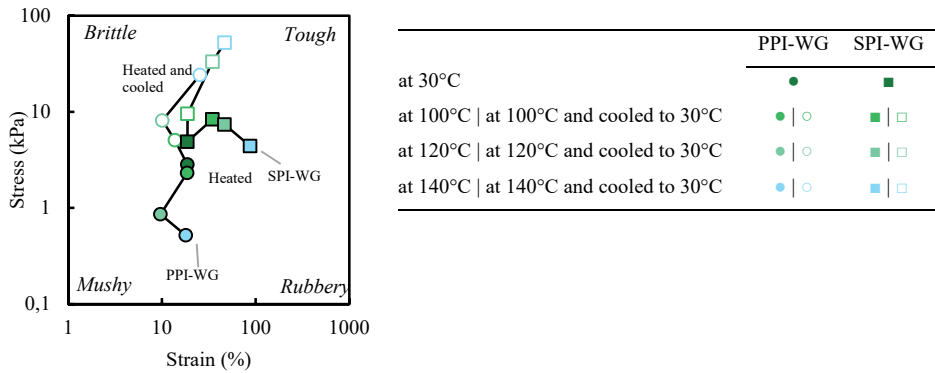 100
10
1
0,1
Stress (kPa)
Brittle
Tough
Heated and
cooled
Heated
SPI-WG
PPI-WG
Mushy
Rubbery
1
10
100
1000
Strain (%)
PPI-WG SPI-WG
at 30°C
at 100°C | at 100°C and cooled to 30°C | |
at 120°C | at 120°C and cooled to 30°C | |
at 140°C | at 140°C and cooled to 30°C | |